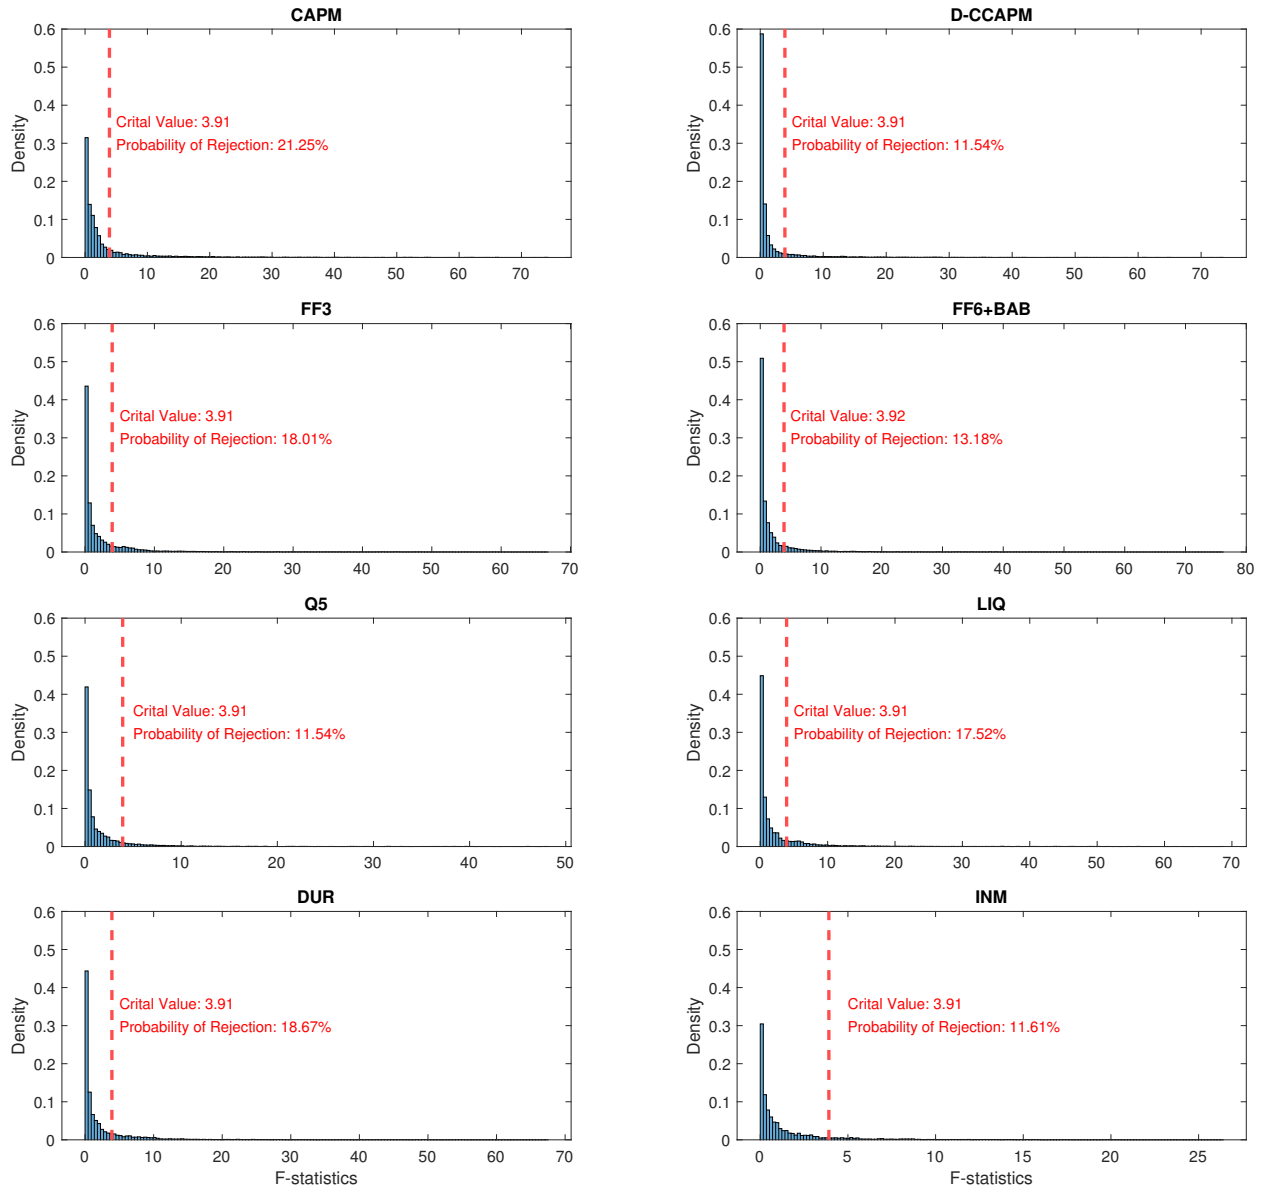 CAPM
0.6
0.5
0.4
0.3
0.2
0.1
0
Density
Crital Value: 3.91
Probability of Rejection: 21.25%
0 10 20 30 40 50 60 70
D-CCAPM
0.6
0.5
0.4
0.3
0.2
0.1
0
Density
Crital Value: 3.91
Probability of Rejection: 11.54%
0 10 20 30 40 50 60 70
FF3
0.6
0.5
0.4
0.3
0.2
0.1
0
Density
Crital Value: 3.91
Probability of Rejection: 18.01%
0 10 20 30 40 50 60 70
FF6+BAB
0.6
0.5
0.4
0.3
0.2
0.1
0
Density
Crital Value: 3.92
Probability of Rejection: 13.18%
0 10 20 30 40 50 60 70 80
Q5
0.6
0.5
0.4
0.3
0.2
0.1
0
Density
Crital Value: 3.91
Probability of Rejection: 11.54%
0 10 20 30 40 50
LIQ
0.6
0.5
0.4
0.3
0.2
0.1
0
Density
Crital Value: 3.91
Probability of Rejection: 17.52%
0 10 20 30 40 50 60 70
DUR
0.6
0.5
0.4
0.3
0.2
0.1
0
Density
Crital Value: 3.91
Probability of Rejection: 18.67%
0 10 20 30 40 50 60 70
F-statistics
INM
0.6
0.5
0.4
0.3
0.2
0.1
0
Density
Crital Value: 3.91
Probability of Rejection: 11.61%
0 5 10 15 20 25
F-statistics